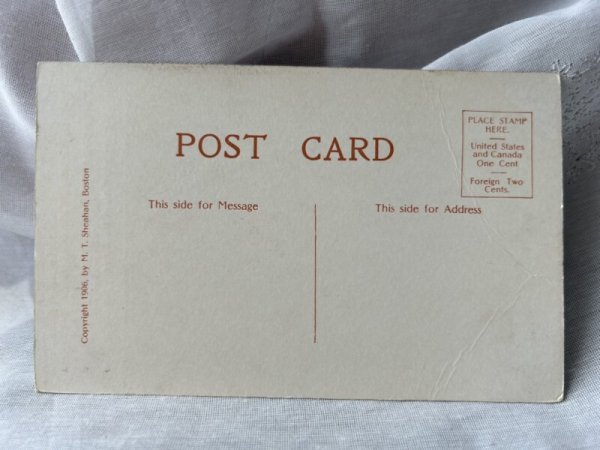 POST CARD
PLACE STAMP
HERE.
United States
and Canada
One Cent
Foreign Two
Cents.
This side for Message
This side for Address
Copyright 1906, by M. T. Sheahan, Boston